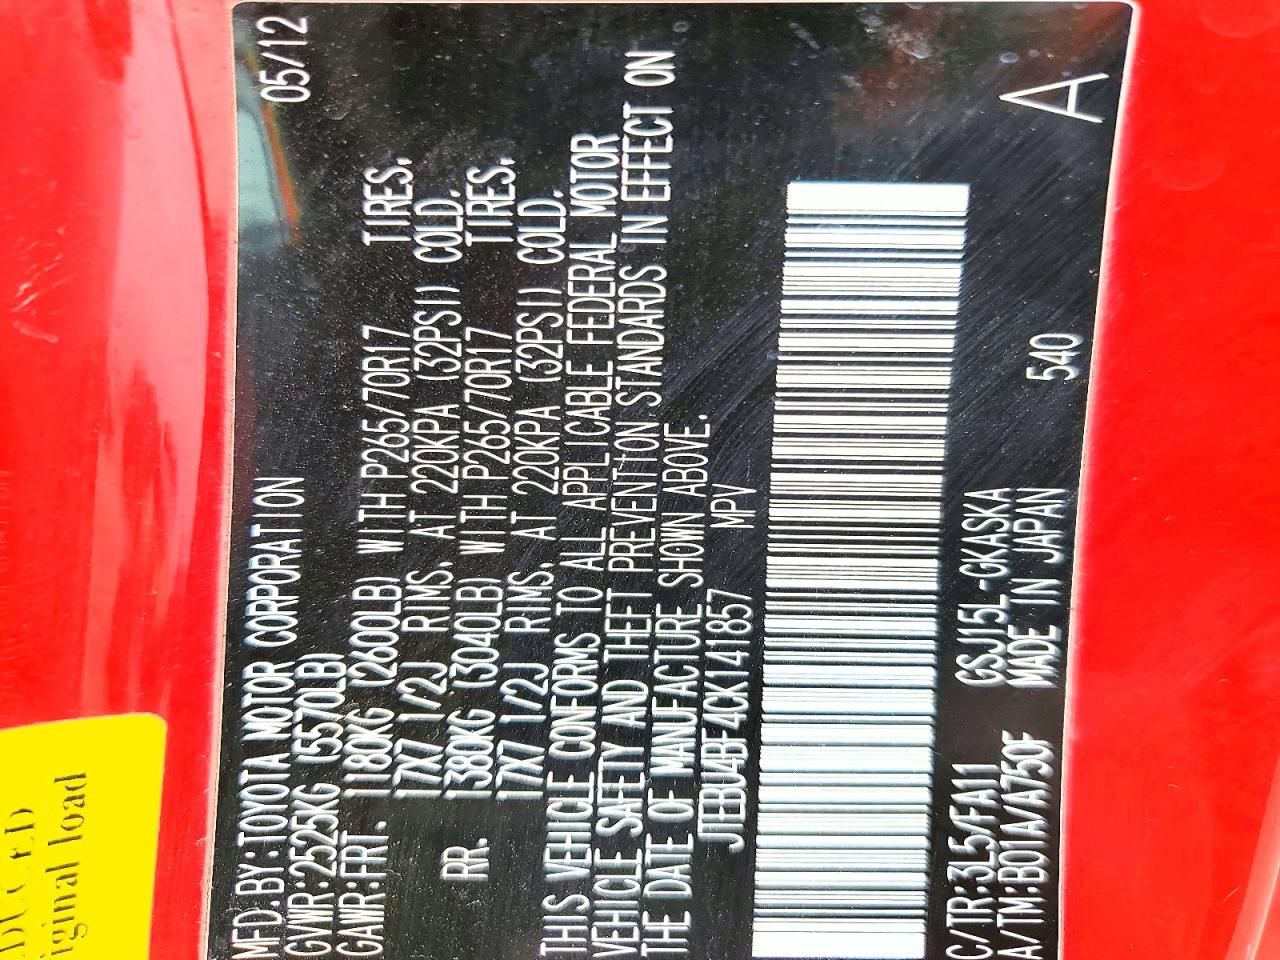 MFD.BY:TOYOTA MOTOR CORPORATION 05/12
GVWR:2525KG (5570LB)
GAWR:FRT. 1180KG (2600LB) WITH P265/70R17 TIRES.
17X7 1/2J RIMS, AT 220KPA (32PSI) COLD.
RR. 1380KG (3040LB) WITH P265/70R17 TIRES.
17X7 1/2J RIMS, AT 220KPA (32PSI) COLD.
THIS VEHICLE CONFORMS TO ALL APPLICABLE FEDERAL MOTOR
VEHICLE SAFETY AND THEFT PREVENTION STANDARDS IN EFFECT ON
THE DATE OF MANUFACTURE SHOWN ABOVE.
JTEBU4BF4CK141857 MPV
C/TR:3L5/FA11 GSJ15L-GKASKA
A/TM:B01A/A750F MADE IN JAPAN 540 A
iginal load